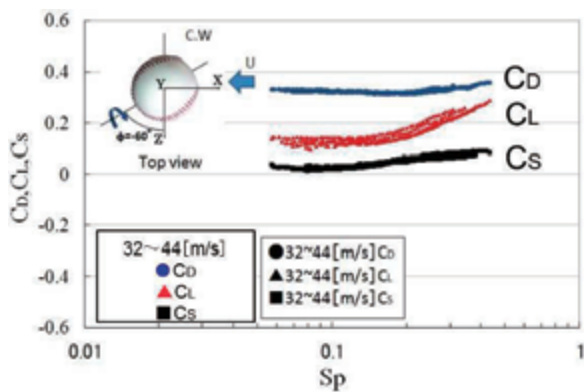 C.W
U
Y
X
ϕ=-60°
Z
Top view
CD
CL
CS
CD,CL,CS
0.6
0.4
0.2
0
-0.2
-0.4
-0.6
32～44[m/s]
CD
CL
CS
32~44[m/s]CD
32~44[m/s]CL
32~44[m/s]CS
0.01
0.1
1
Sp